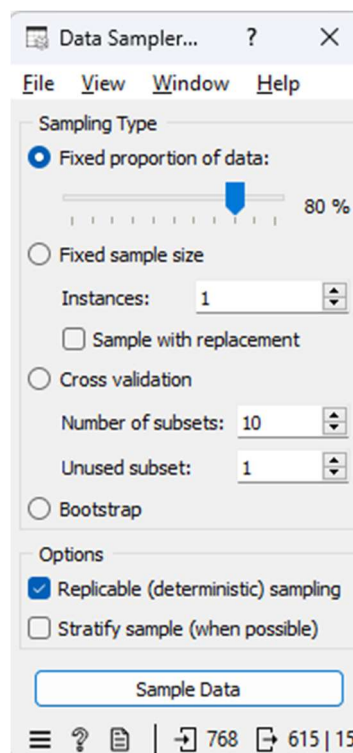 Data Sampler... ?
File View Window Help
Sampling Type
Fixed proportion of data:
80 %
Fixed sample size
Instances: 1
Sample with replacement
Cross validation
Number of subsets: 10
Unused subset: 1
Bootstrap
Options
Replicable (deterministic) sampling
Stratify sample (when possible)
Sample Data
? 768 615 | 15